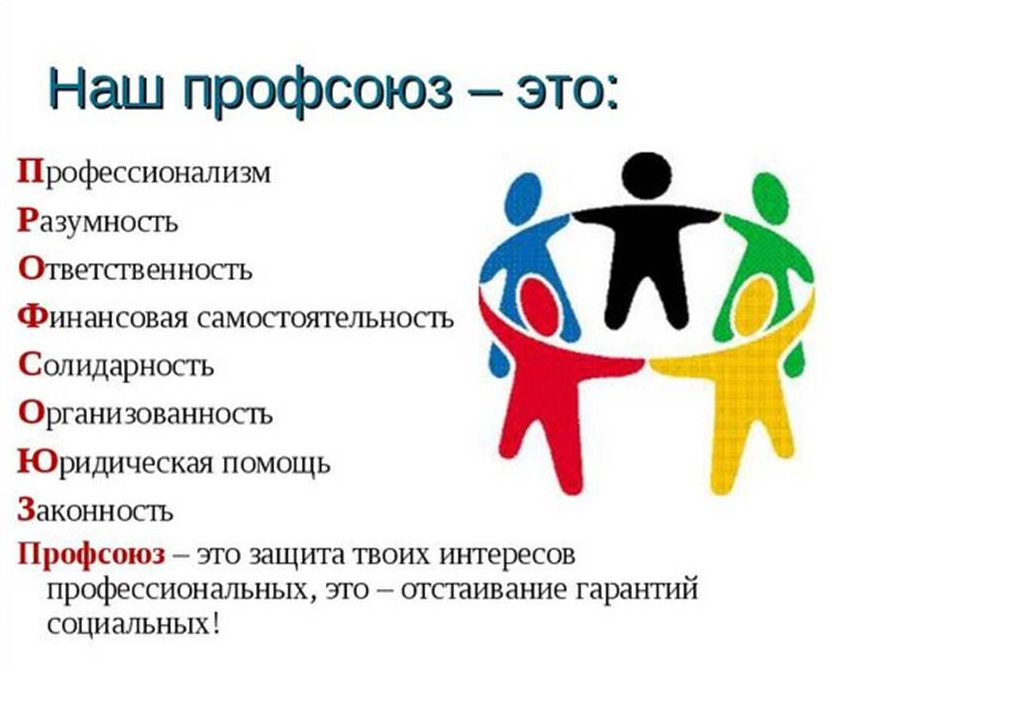 Наш профсоюз – это:
Профессионализм
Разумность
Ответственность
Финансовая самостоятельность
Солидарность
Организованность
Юридическая помощь
Законность
Профсоюз – это защита твоих интересов
профессиональных, это – отстаивание гарантий
социальных!